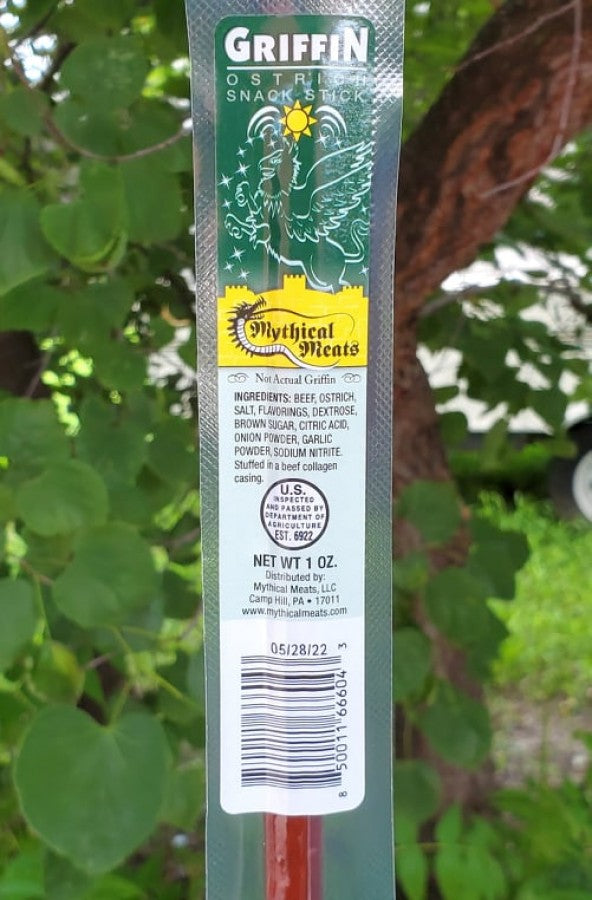 GRIFFIN
OSTRICH
SNACK STICK
Mythical
Meats
Not Actual Griffin
INGREDIENTS: BEEF, OSTRICH,
SALT, FLAVORINGS, DEXTROSE,
BROWN SUGAR, CITRIC ACID,
ONION POWDER, GARLIC
POWDER, SODIUM NITRITE.
Stuffed in a beef collagen
casing.
U.S.
INSPECTED
AND PASSED BY
DEPARTMENT OF
AGRICULTURE
EST. 6922
NET WT 1 OZ.
Distributed by:
Mythical Meats, LLC
Camp Hill, PA • 17011
www.mythicalmeats.com
05/28/22
8 50011 66604 3